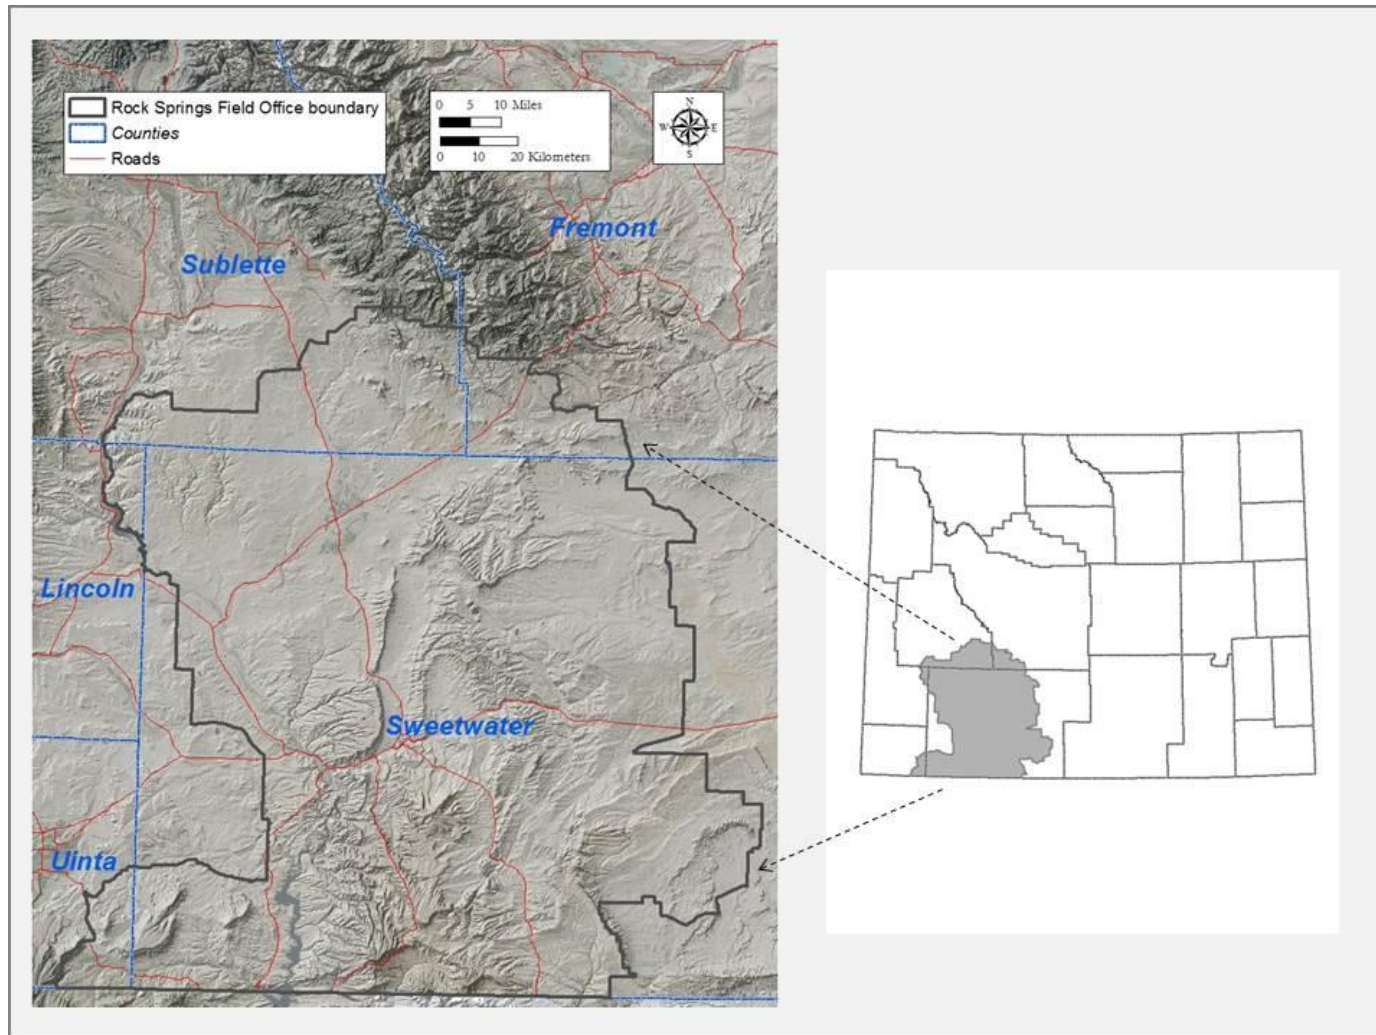 Rock Springs Field Office boundary
Counties
Roads
0 5 10 Miles
0 10 20 Kilometers
N
W E
S
Fremont
Sublette
Lincoln
Sweetwater
Uinta